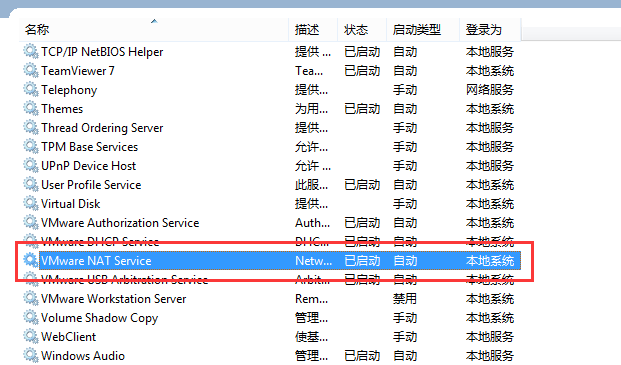 名称 描述 状态 启动类型 登录为
TCP/IP NetBIOS Helper 提供 ... 已启动 自动 本地服务
TeamViewer 7 Tea... 已启动 自动 本地系统
Telephony 提供... 手动 网络服务
Themes 为用... 已启动 自动 本地系统
Thread Ordering Server 提供... 手动 本地服务
TPM Base Services 允许... 手动 本地服务
UPnP Device Host 允许 ... 手动 本地服务
User Profile Service 此服... 已启动 自动 本地系统
Virtual Disk 提供... 手动 本地系统
VMware Authorization Service Auth... 已启动 自动 本地系统
VMware DHCP Service DHC... 已启动 自动 本地系统
VMware NAT Service Netw... 已启动 自动 本地系统
VMware USB Arbitration Service Arbit... 已启动 自动 本地系统
VMware Workstation Server Rem... 禁用 本地系统
Volume Shadow Copy 管理... 手动 本地系统
WebClient 使基... 手动 本地服务
Windows Audio 管理... 已启动 自动 本地服务